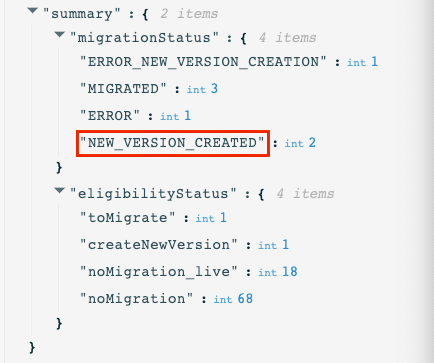 "summary" : { 2 items
"migrationStatus" : { 4 items
"ERROR_NEW_VERSION_CREATION" : int 1
"MIGRATED" : int 3
"ERROR" : int 1
"NEW_VERSION_CREATED" : int 2
}
"eligibilityStatus" : { 4 items
"toMigrate" : int 1
"createNewVersion" : int 1
"noMigration_live" : int 18
"noMigration" : int 68
}
}